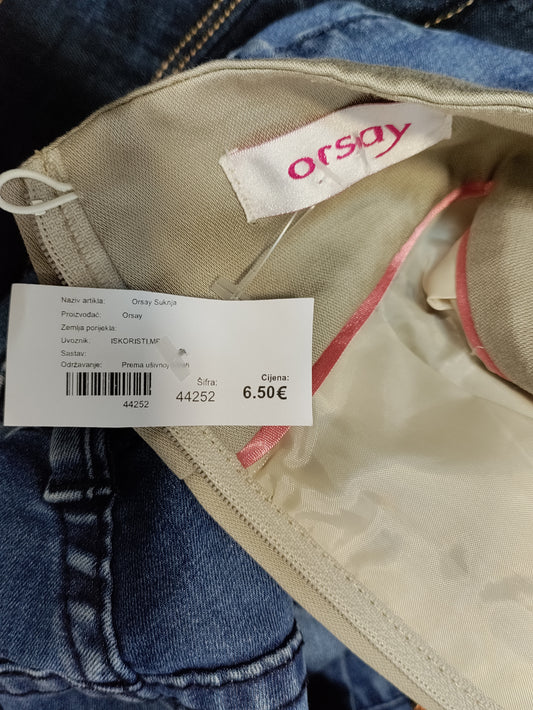 orsay
Naziv artikla: Orsay Suknja
Proizvođač: Orsay
Zemlja porijekla:
Uvoznik: ISKORISTI.ME
Sastav:
Održavanje: Prema
Šifra: Cijena:
44252 6.50€
44252